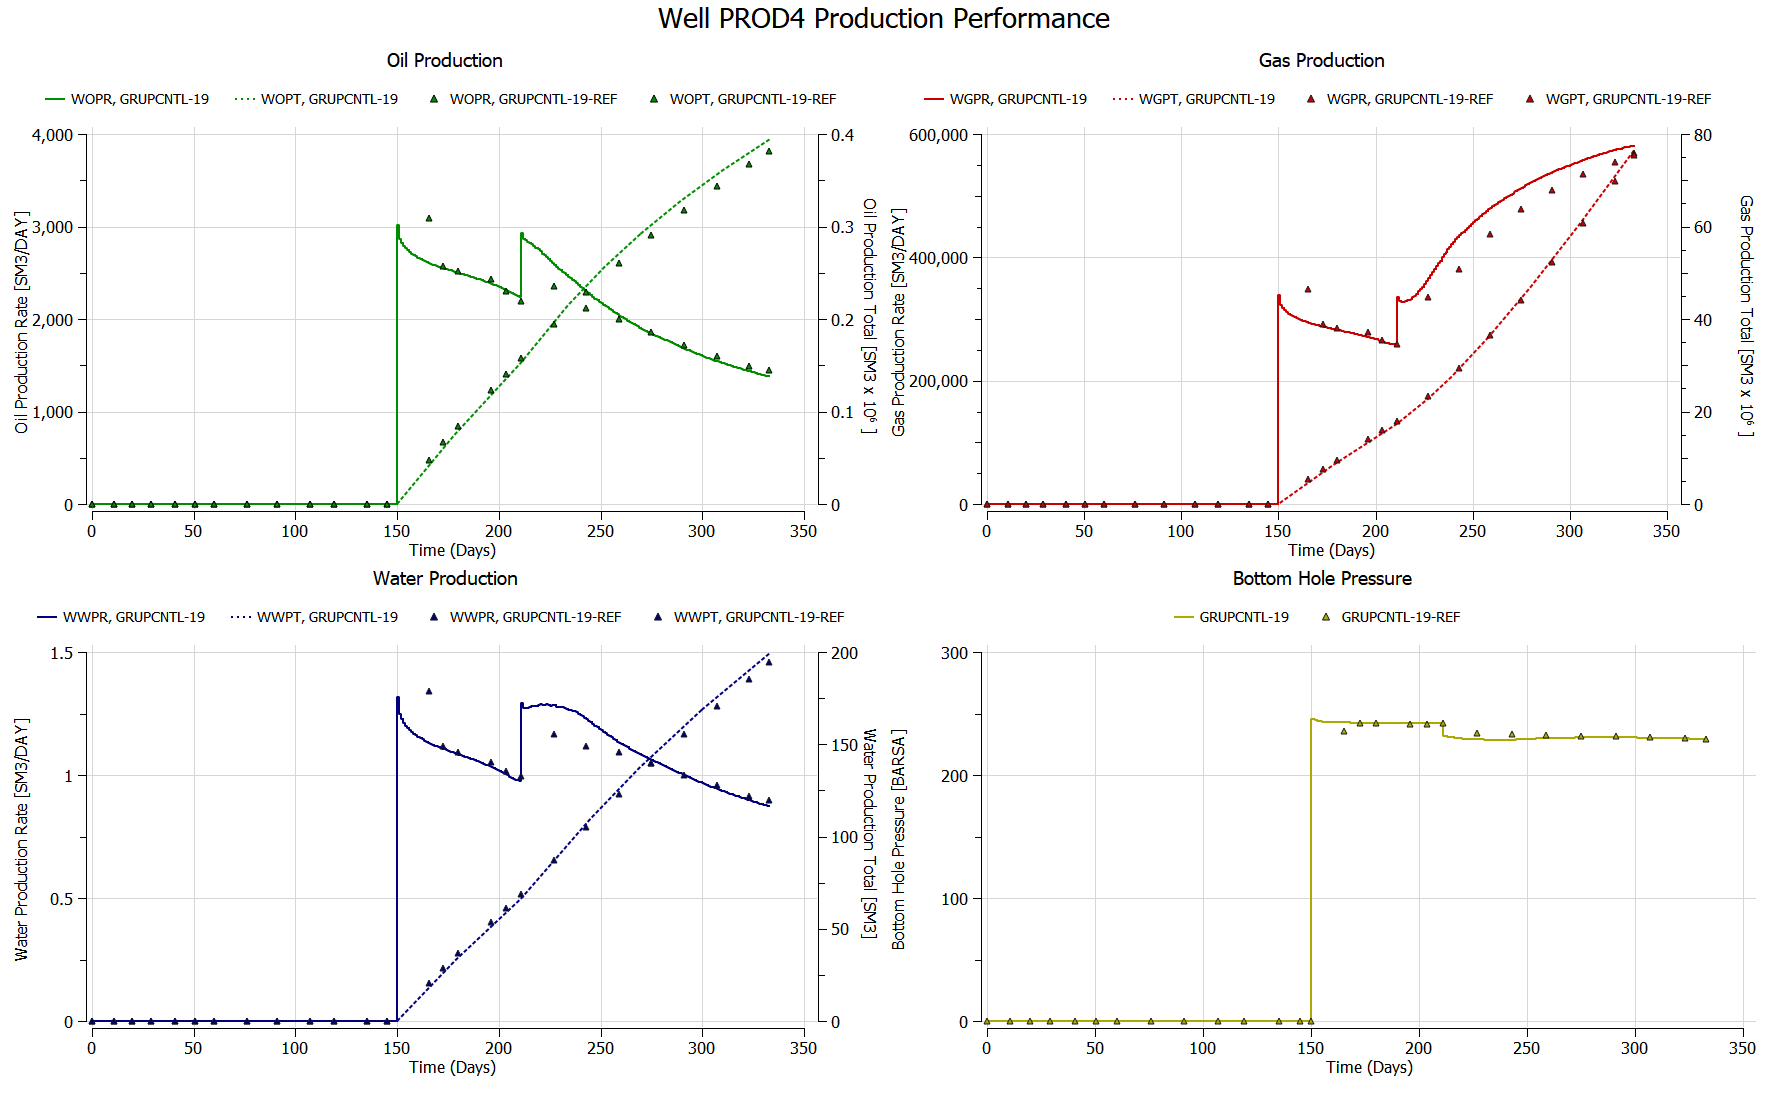 Well PROD4 Production Performance
Oil Production
WOPR, GRUPCNTL-19 WOPT, GRUPCNTL-19 WOPR, GRUPCNTL-19-REF WOPT, GRUPCNTL-19-REF
4,000
3,000
2,000
1,000
0
Oil Production Rate [SM3/DAY]
0.4
0.3
0.2
0.1
0
Oil Production Total [SM3 x 10⁶ ]
0 50 100 150 200 250 300 350
Time (Days)
Gas Production
WGPR, GRUPCNTL-19 WGPT, GRUPCNTL-19 WGPR, GRUPCNTL-19-REF WGPT, GRUPCNTL-19-REF
600,000
400,000
200,000
0
Gas Production Rate [SM3/DAY]
80
60
40
20
0
Gas Production Total [SM3 x 10⁶ ]
0 50 100 150 200 250 300 350
Time (Days)
Water Production
WWPR, GRUPCNTL-19 WWPT, GRUPCNTL-19 WWPR, GRUPCNTL-19-REF WWPT, GRUPCNTL-19-REF
1.5
1
0.5
0
Water Production Rate [SM3/DAY]
200
150
100
50
0
Water Production Total [SM3]
0 50 100 150 200 250 300 350
Time (Days)
Bottom Hole Pressure
GRUPCNTL-19 GRUPCNTL-19-REF
300
200
100
0
Bottom Hole Pressure [BARSA]
0 50 100 150 200 250 300 350
Time (Days)